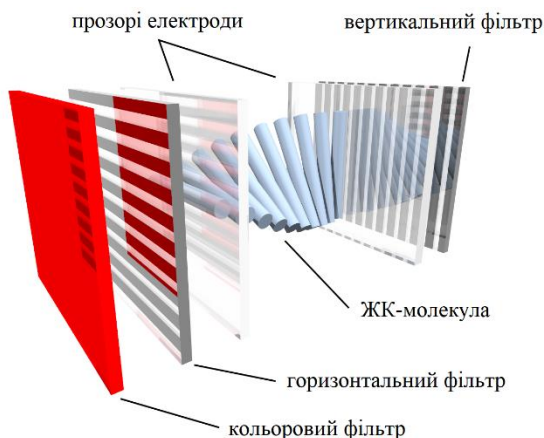 прозорі електроди
вертикальний фільтр
ЖК-молекула
горизонтальний фільтр
кольоровий фільтр